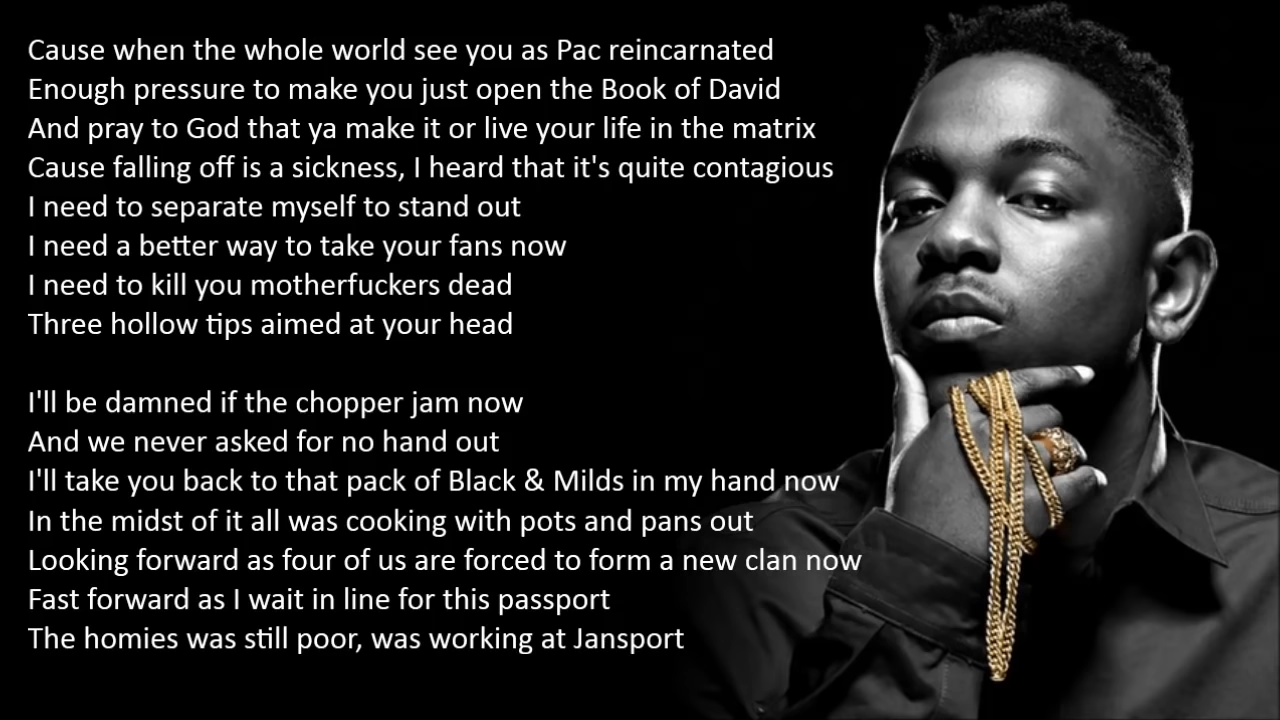 Cause when the whole world see you as Pac reincarnated
Enough pressure to make you just open the Book of David
And pray to God that ya make it or live your life in the matrix
Cause falling off is a sickness, I heard that it's quite contagious
I need to separate myself to stand out
I need a better way to take your fans now
I need to kill you motherfuckers dead
Three hollow tips aimed at your head
I'll be damned if the chopper jam now
And we never asked for no hand out
I'll take you back to that pack of Black & Milds in my hand now
In the midst of it all was cooking with pots and pans out
Looking forward as four of us are forced to form a new clan now
Fast forward as I wait in line for this passport
The homies was still poor, was working at Jansport